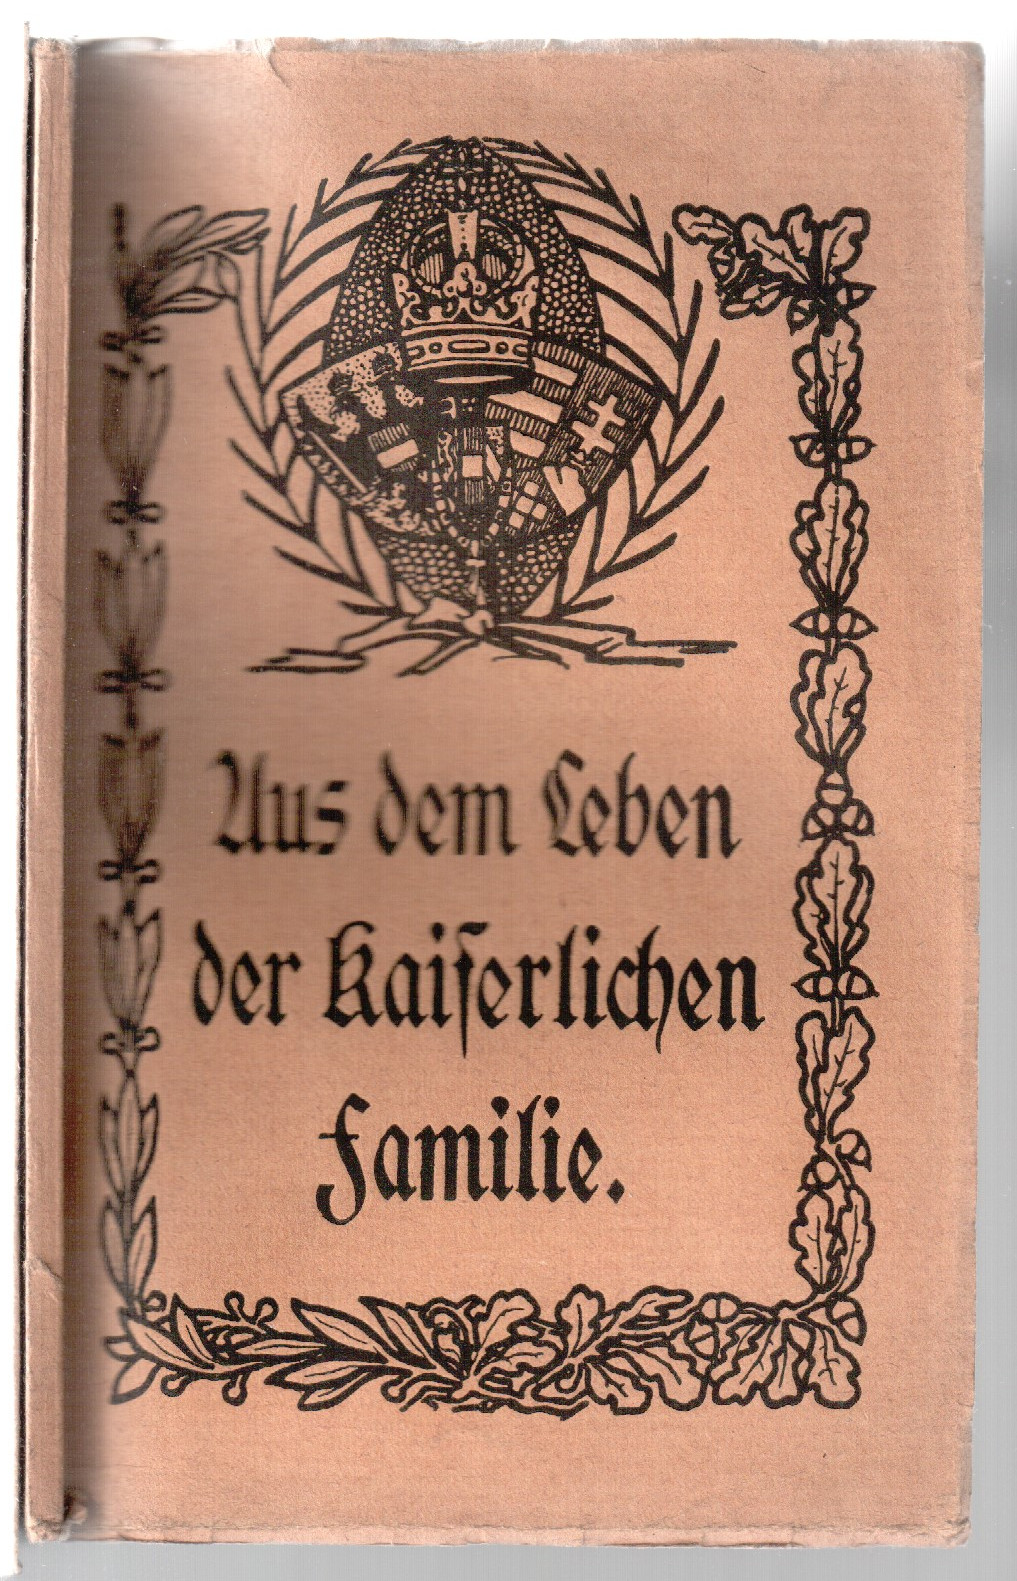 Aus dem Leben
der Kaiſerlichen
Familie.